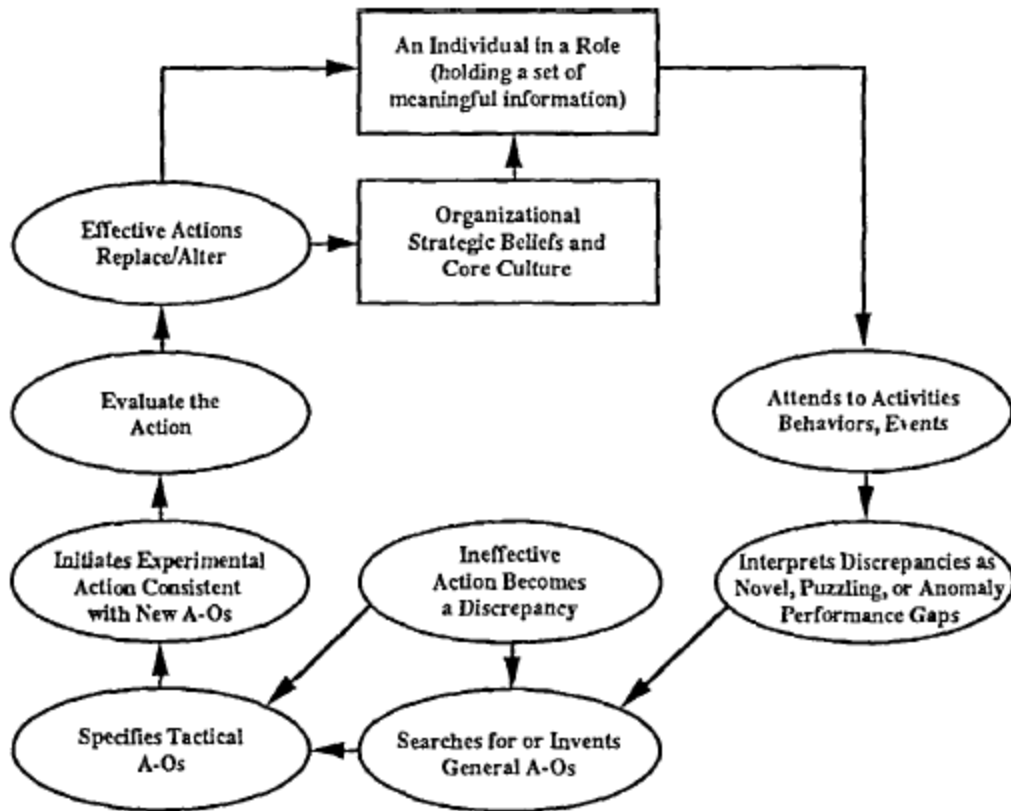 An Individual in a Role
(holding a set of
meaningful information)
Effective Actions
Replace/Alter
Organizational
Strategic Beliefs and
Core Culture
Evaluate the
Action
Attends to Activities
Behaviors, Events
Initiates Experimental
Action Consistent
with New A-Os
Ineffective
Action Becomes
a Discrepancy
Interprets Discrepancies as
Novel, Puzzling, or Anomaly
Performance Gaps
Specifies Tactical
A-Os
Searches for or Invents
General A-Os